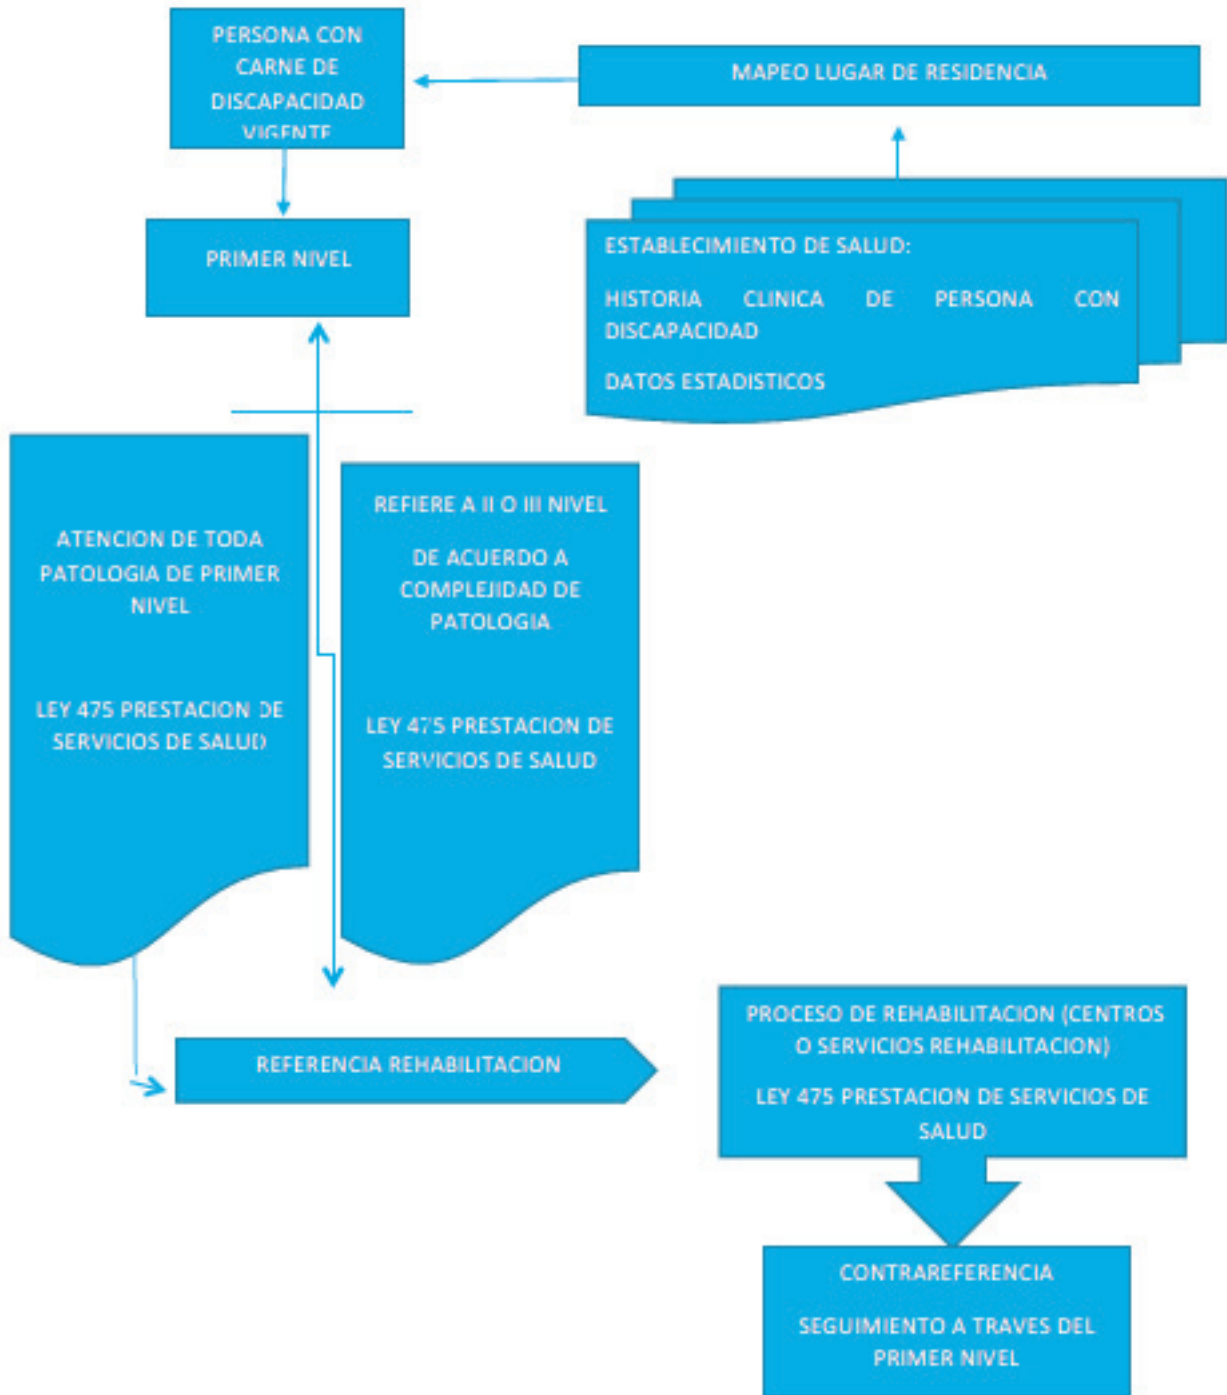 PERSONA CON
CARNE DE
DISCAPACIDAD
VIGENTE
MAPEO LUGAR DE RESIDENCIA
PRIMER NIVEL
ESTABLECIMIENTO DE SALUD:
HISTORIA CLINICA DE PERSONA CON
DISCAPACIDAD
DATOS ESTADISTICOS
ATENCION DE TODA
PATOLOGIA DE PRIMER
NIVEL
LEY 475 PRESTACION DE
SERVICIOS DE SALUD
REFIERE A II O III NIVEL
DE ACUERDO A
COMPLEJIDAD DE
PATOLOGIA
LEY 475 PRESTACION DE
SERVICIOS DE SALUD
REFERENCIA REHABILITACION
PROCESO DE REHABILITACION (CENTROS
O SERVICIOS REHABILITACION)
LEY 475 PRESTACION DE SERVICIOS DE
SALUD
CONTRAREFERENCIA
SEGUIMIENTO A TRAVES DEL
PRIMER NIVEL